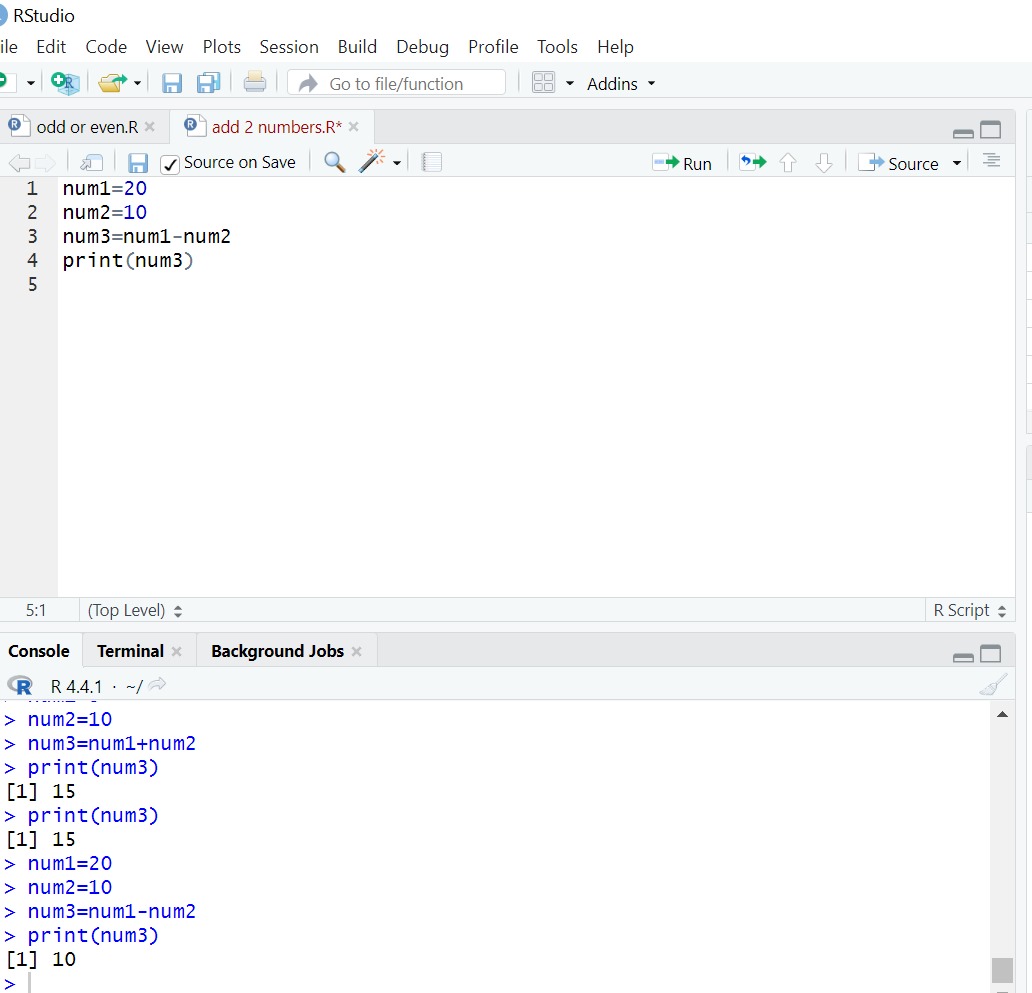 RStudio
ile Edit Code View Plots Session Build Debug Profile Tools Help
Go to file/function Addins
odd or even.R add 2 numbers.R*
Source on Save Run Source
1 num1=20
2 num2=10
3 num3=num1-num2
4 print(num3)
5
5:1 (Top Level) R Script
Console Terminal Background Jobs
R 4.4.1 · ~/
> num2=10
> num3=num1+num2
> print(num3)
[1] 15
> print(num3)
[1] 15
> num1=20
> num2=10
> num3=num1-num2
> print(num3)
[1] 10
>